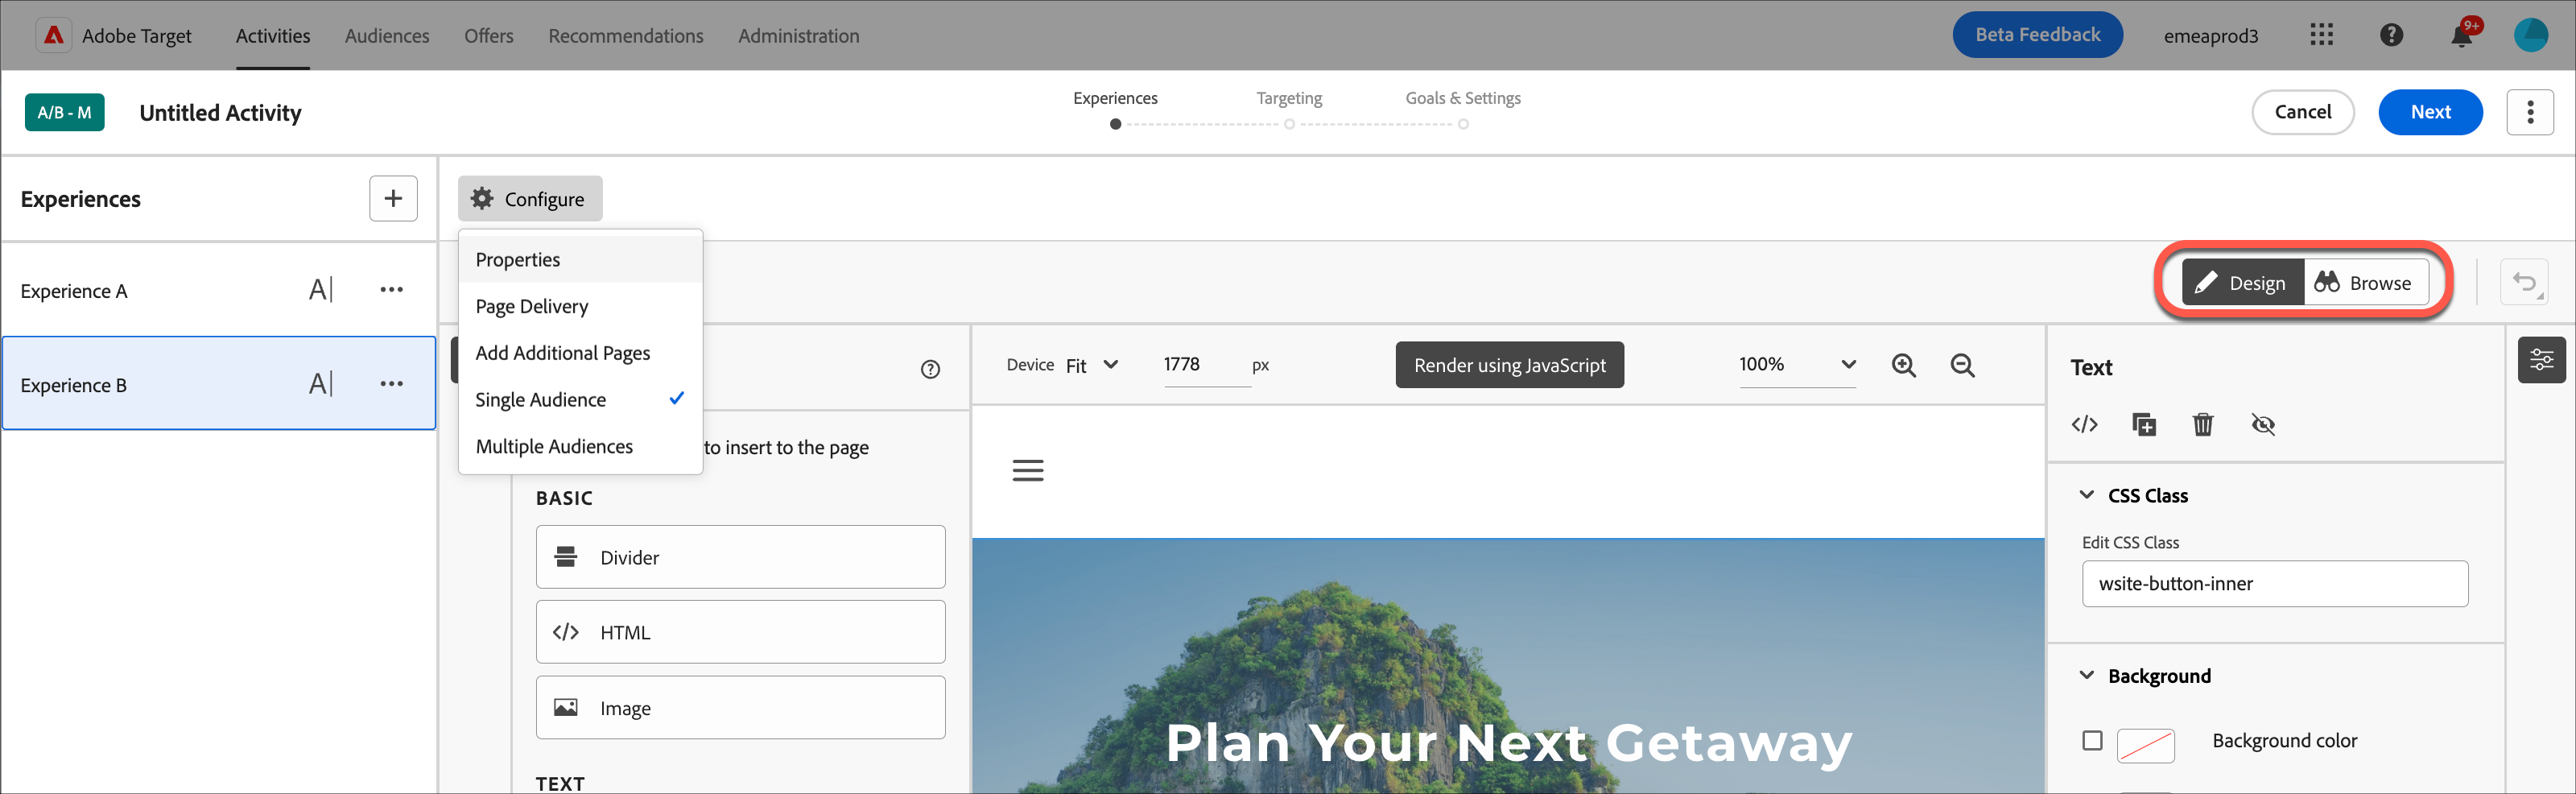 Adobe Target Activities Audiences Offers Recommendations Administration Beta Feedback emeaprod3 9+
A/B - M Untitled Activity Experiences Targeting Goals & Settings Cancel Next
Experiences Configure
Experience A A|
Experience B A|
Properties
Page Delivery
Add Additional Pages
Single Audience
Multiple Audiences
Design Browse
Device Fit 1778 px Render using JavaScript 100%
to insert to the page
BASIC
Divider
HTML
Image
TEXT
Plan Your Next Getaway
Text
CSS Class
Edit CSS Class
wsite-button-inner
Background
Background color